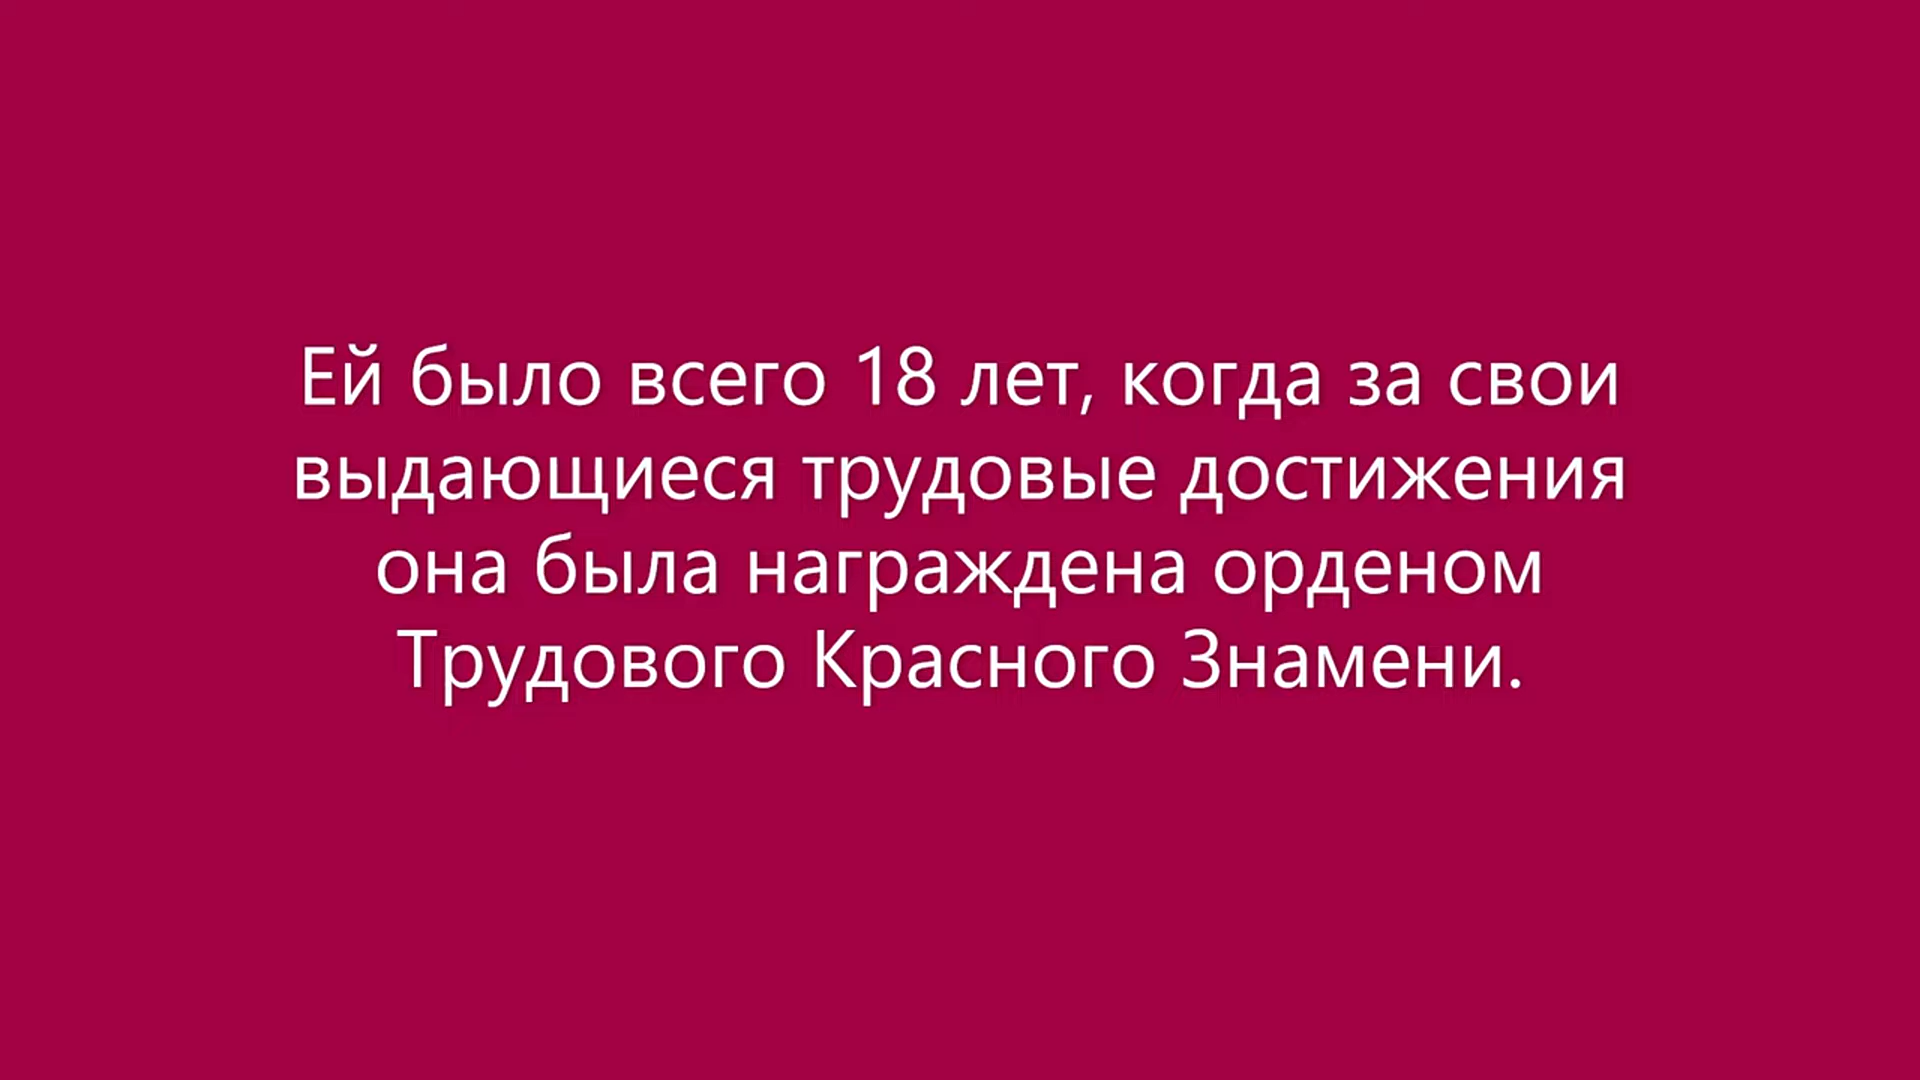 Ей было всего 18 лет, когда за свои
выдающиеся трудовые достижения
она была награждена орденом
Трудового Красного Знамени.